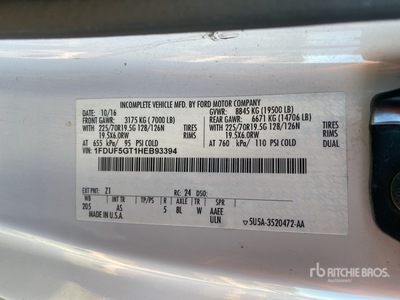 INCOMPLETE VEHICLE MFD. BY FORD MOTOR COMPANY
10/16 GVWR: 8845 KG (19500 LB)
FRONT GAWR: 3175 KG (7000 LB) REAR GAWR: 6671 KG (14706 LB)
WITH 225/70R19.5G 128/126N TIRES WITH 225/70R19.5G 128/126N TIRES
19.5X6.0RW RIMS 19.5X6.0RW RIMS
AT 655 kPa/ 95 PSI COLD AT 760 kPa/ 110 PSI COLD DUAL
VIN: 1FDUF5GT1HEB93394
EXT PNT: Z1 RC: 24 DSO:
WB INT TR TP/PS R AXLE TR SPR
205 AS 5 8L W AAEE
MADE IN U.S.A. ULN
5U5A-3520472-AA
rb RITCHIE BROS.